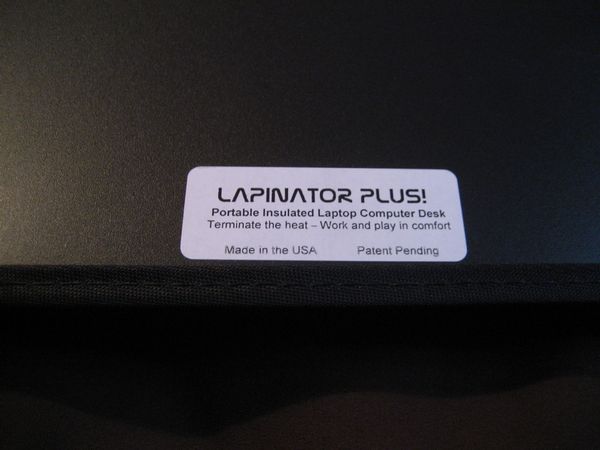 LAPINATOR PLUS!
Portable Insulated Laptop Computer Desk
Terminate the heat – Work and play in comfort
Made in the USA Patent Pending